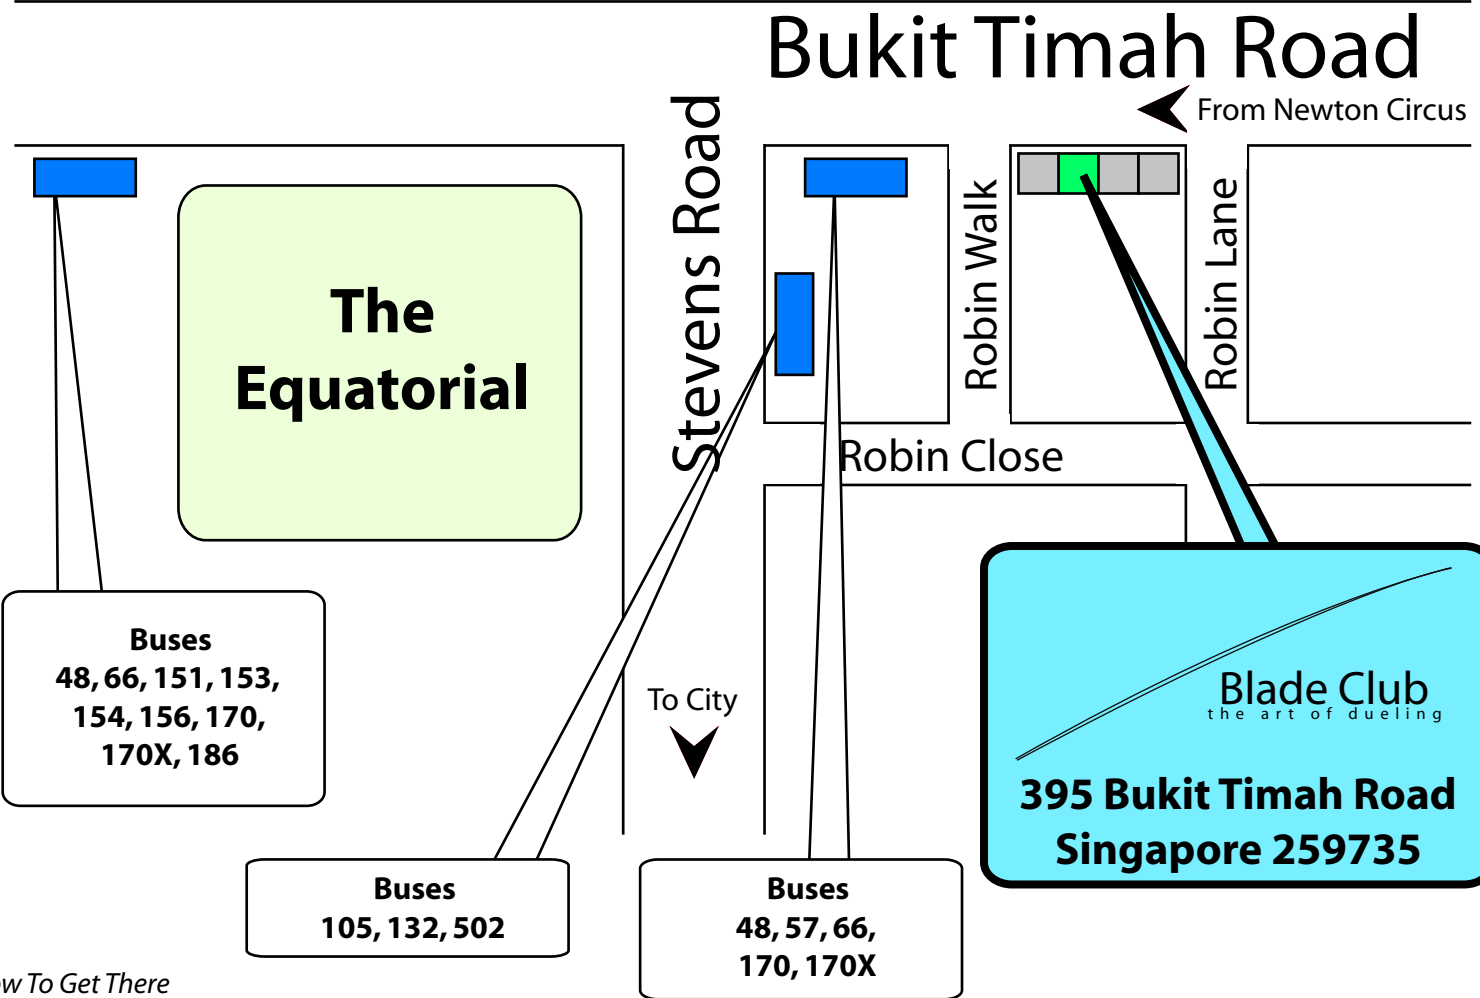 Bukit Timah Road
From Newton Circus
Stevens Road
Robin Walk
Robin Lane
The
Equatorial
Robin Close
Buses
48, 66, 151, 153,
154, 156, 170,
170X, 186
To City
Blade Club
the art of dueling
395 Bukit Timah Road
Singapore 259735
Buses
105, 132, 502
Buses
48, 57, 66,
170, 170X
w To Get There